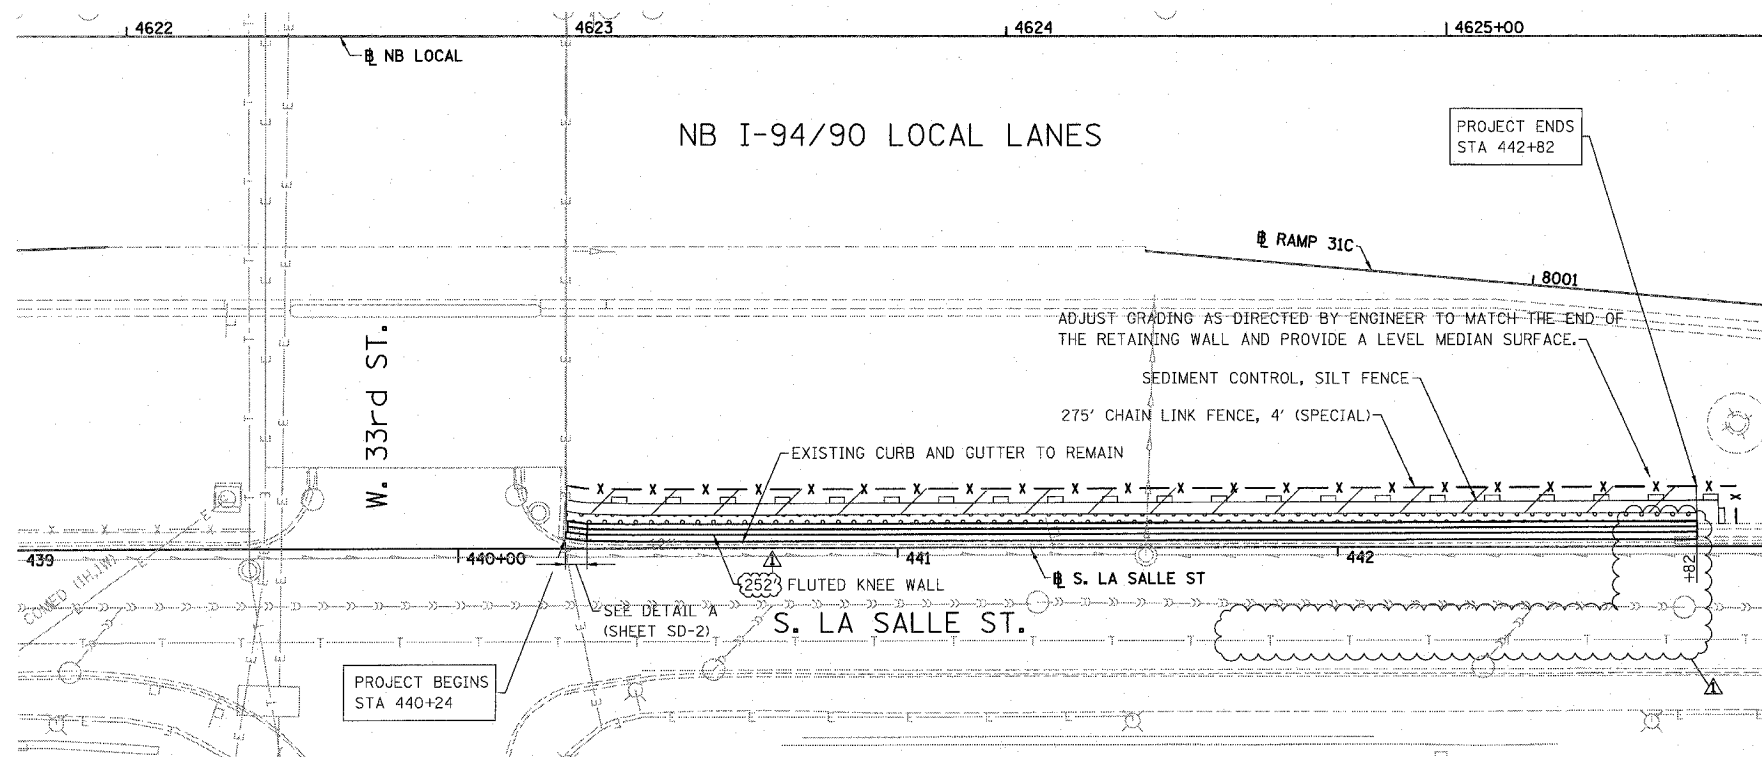 4622
4623
4624
4625+00
℄ NB LOCAL
NB I-94/90 LOCAL LANES
PROJECT ENDS
STA 442+82
℄ RAMP 31C
8001
ADJUST GRADING AS DIRECTED BY ENGINEER TO MATCH THE END OF
THE RETAINING WALL AND PROVIDE A LEVEL MEDIAN SURFACE.
W. 33rd ST.
SEDIMENT CONTROL, SILT FENCE
275' CHAIN LINK FENCE, 4' (SPECIAL)
EXISTING CURB AND GUTTER TO REMAIN
439
440+00
441
442
+82
1
252' FLUTED KNEE WALL
℄ S. LA SALLE ST
COMED (1H,1W)
SEE DETAIL A
(SHEET SD-2)
S. LA SALLE ST.
PROJECT BEGINS
STA 440+24
1